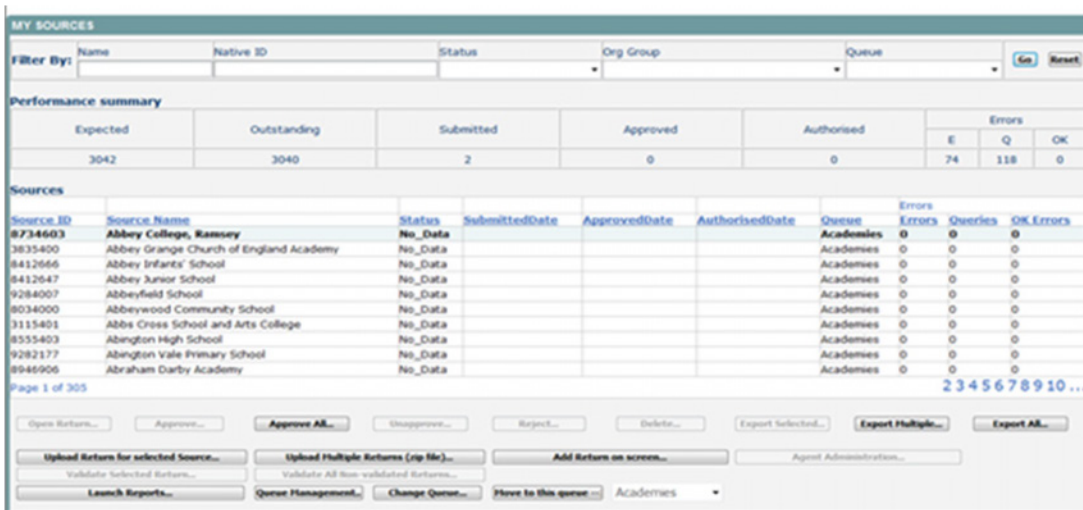 MY SOURCES
Filter By: Name Native ID Status Org Group Queue Go Reset
Performance summary
Expected Outstanding Submitted Approved Authorised Errors
E Q OK
3042 3040 2 0 0 74 118 0
Sources
Errors
Source ID Source Name Status SubmittedDate ApprovedDate AuthorisedDate Queue Errors Queries OK Errors
8734603 Abbey College, Ramsey No_Data Academies 0 0 0
3835400 Abbey Grange Church of England Academy No_Data Academies 0 0 0
8412666 Abbey Infants' School No_Data Academies 0 0 0
8412647 Abbey Junior School No_Data Academies 0 0 0
9284007 Abbeyfield School No_Data Academies 0 0 0
8034000 Abbeywood Community School No_Data Academies 0 0 0
3115401 Abbs Cross School and Arts College No_Data Academies 0 0 0
8555403 Abington High School No_Data Academies 0 0 0
9282177 Abington Vale Primary School No_Data Academies 0 0 0
8946906 Abraham Darby Academy No_Data Academies 0 0 0
Page 1 of 305 2 3 4 5 6 7 8 9 10 ...
Open Return... Approve... Approve All... Unapprove... Reject... Delete... Export Selected... Export Multiple... Export All...
Upload Return for selected Source... Upload Multiple Returns (zip file)... Add Return on screen... Agent Administration...
Validate Selected Return... Validate All Non-validated Returns...
Launch Reports... Queue Management... Change Queue... Move to this queue --- Academies